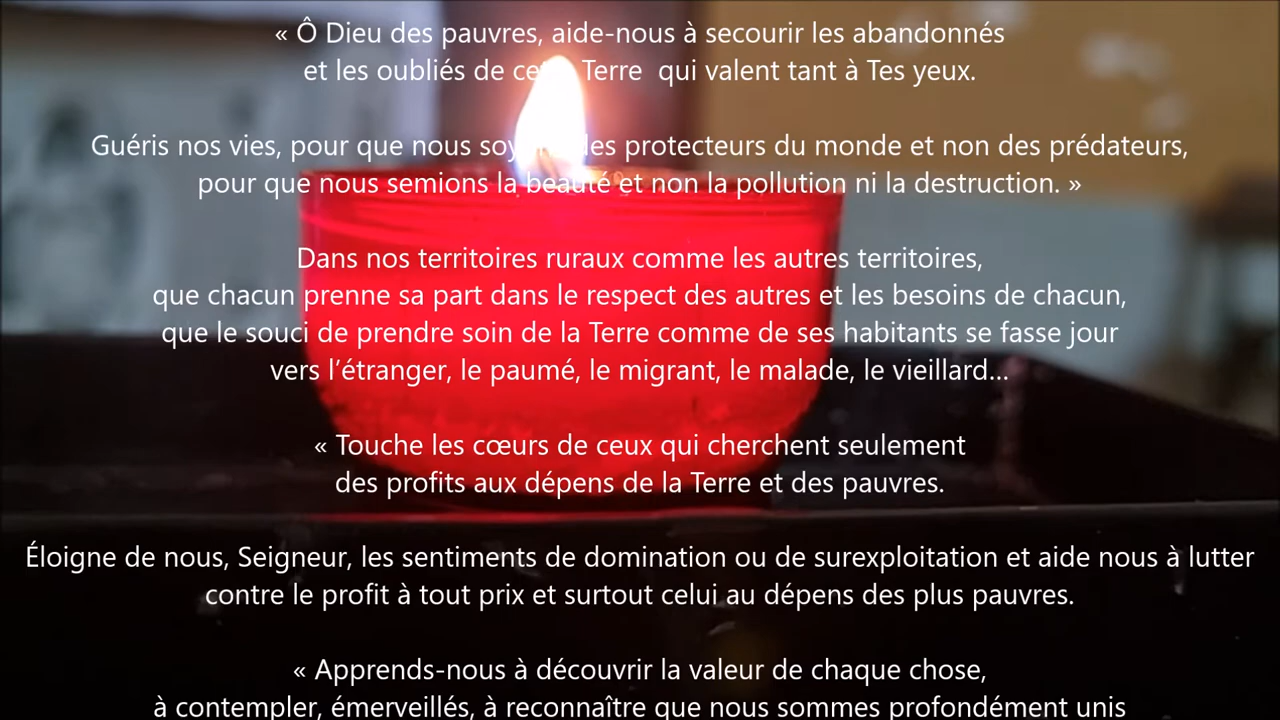 « Ô Dieu des pauvres, aide-nous à secourir les abandonnés
et les oubliés de cette Terre qui valent tant à Tes yeux.
Guéris nos vies, pour que nous soyons des protecteurs du monde et non des prédateurs,
pour que nous semions la beauté et non la pollution ni la destruction. »
Dans nos territoires ruraux comme les autres territoires,
que chacun prenne sa part dans le respect des autres et les besoins de chacun,
que le souci de prendre soin de la Terre comme de ses habitants se fasse jour
vers l’étranger, le paumé, le migrant, le malade, le vieillard…
« Touche les cœurs de ceux qui cherchent seulement
des profits aux dépens de la Terre et des pauvres.
Éloigne de nous, Seigneur, les sentiments de domination ou de surexploitation et aide nous à lutter
contre le profit à tout prix et surtout celui au dépens des plus pauvres.
« Apprends-nous à découvrir la valeur de chaque chose,
à contempler, émerveillés, à reconnaître que nous sommes profondément unis